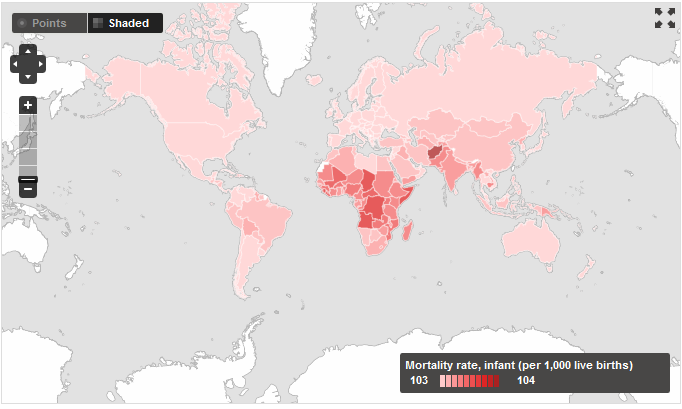 Points Shaded
Mortality rate, infant (per 1,000 live births)
103 104